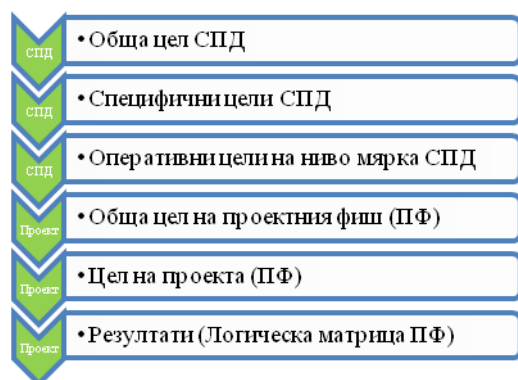 СПД
• Обща цел СПД
СПД
• Специфични цели СПД
СПД
• Оперативни цели на ниво мярка СПД
Проект
• Обща цел на проектния фиш (ПФ)
Проект
• Цел на проекта (ПФ)
Проект
• Резултати (Логическа матрица ПФ)